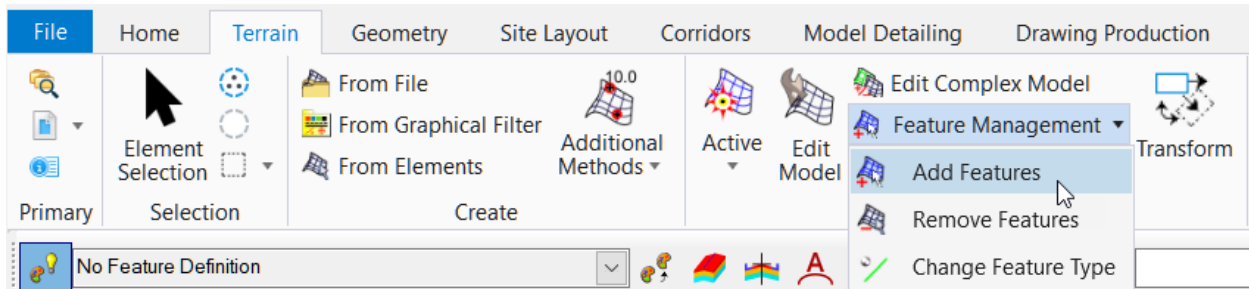 File Home Terrain Geometry Site Layout Corridors Model Detailing Drawing Production
From File
From Graphical Filter
From Elements
Element
Selection
10.0
Additional
Methods
Active
Edit
Model
Edit Complex Model
Feature Management
Add Features
Remove Features
Change Feature Type
Transform
Primary Selection Create
No Feature Definition
A